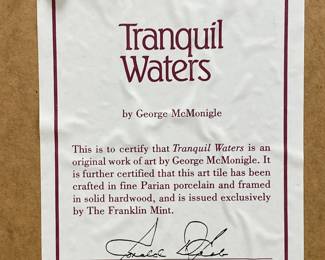 Tranquil
Waters
by George McMonigle
This is to certify that Tranquil Waters is an
original work of art by George McMonigle. It
is further certified that this art tile has been
crafted in fine Parian porcelain and framed
in solid hardwood, and is issued exclusively
by The Franklin Mint.